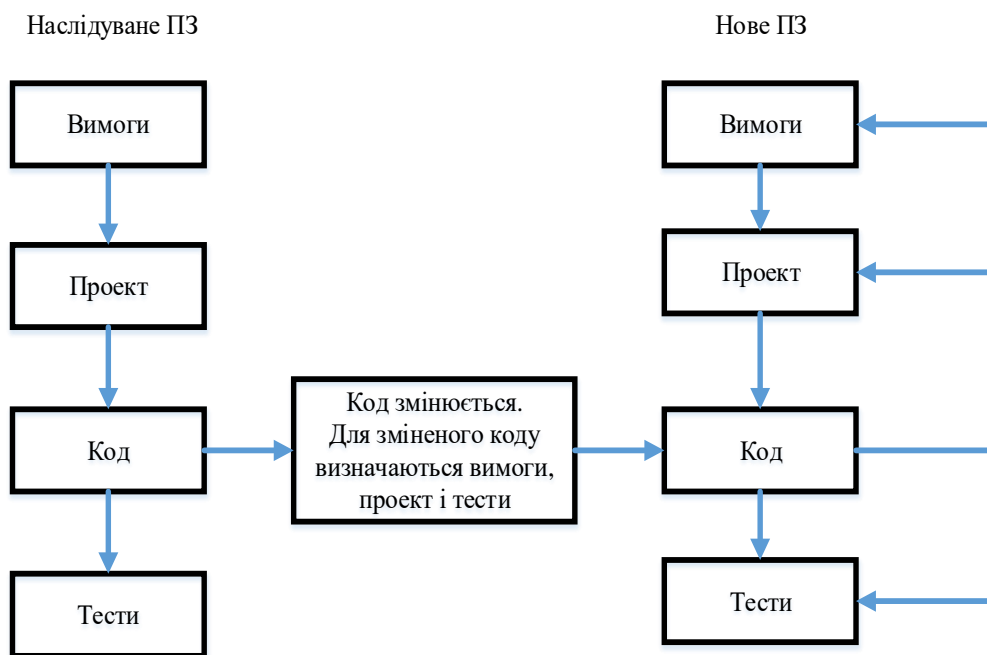 Наслідуване ПЗ
Нове ПЗ
Вимоги
Вимоги
Проект
Проект
Код
Код змінюється.
Для зміненого коду
визначаються вимоги,
проект і тести
Код
Тести
Тести